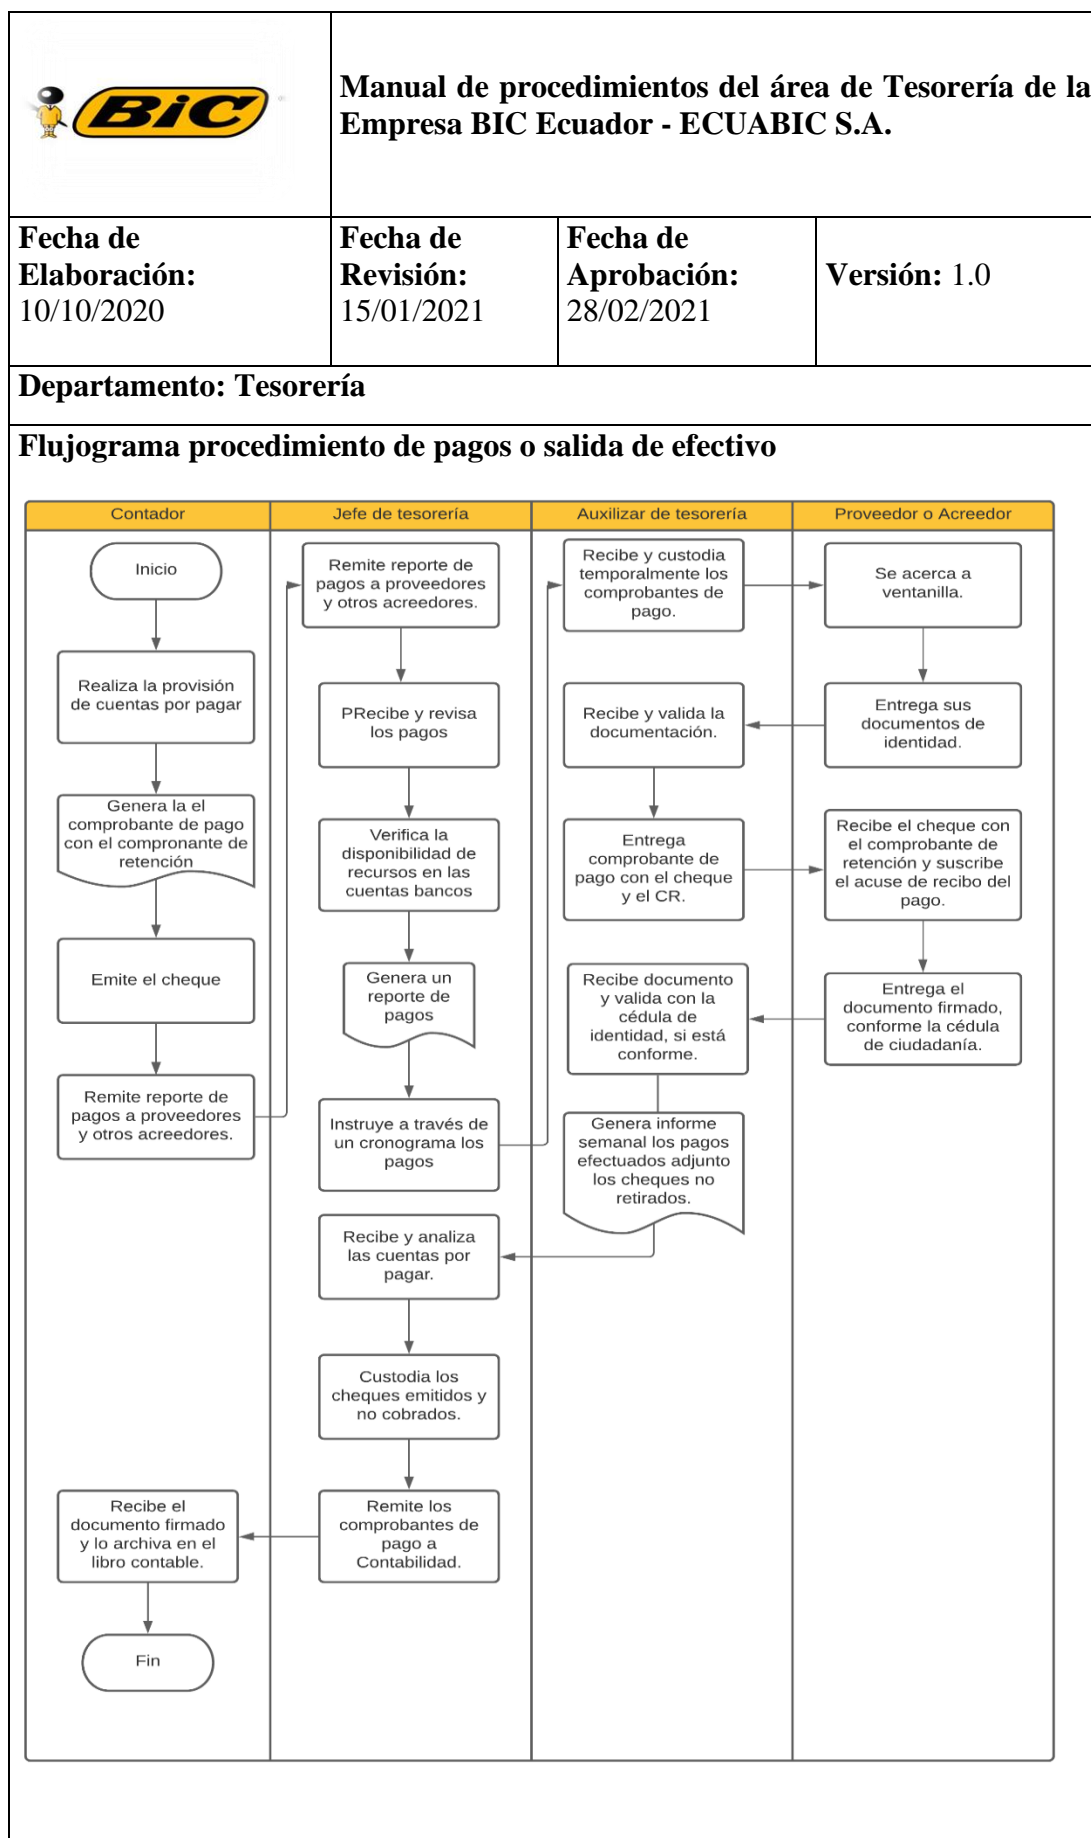 BiC
Manual de procedimientos del área de Tesorería de la
Empresa BIC Ecuador - ECUABIC S.A.
Fecha de
Elaboración:
10/10/2020
Fecha de
Revisión:
15/01/2021
Fecha de
Aprobación:
28/02/2021
Versión: 1.0
Departamento: Tesorería
Flujograma procedimiento de pagos o salida de efectivo
Contador
Jefe de tesorería
Auxilizar de tesorería
Proveedor o Acreedor
Inicio
Realiza la provisión
de cuentas por pagar
Genera la el
comprobante de pago
con el compronante de
retención
Emite el cheque
Remite reporte de
pagos a proveedores
y otros acreedores.
Remite reporte de
pagos a proveedores
y otros acreedores.
PRecibe y revisa
los pagos
Verifica la
disponibilidad de
recursos en las
cuentas bancos
Genera un
reporte de
pagos
Instruye a través de
un cronograma los
pagos
Recibe y custodia
temporalmente los
comprobantes de
pago.
Se acerca a
ventanilla.
Entrega sus
documentos de
identidad.
Recibe y valida la
documentación.
Entrega
comprobante de
pago con el cheque
y el CR.
Recibe el cheque con
el comprobante de
retención y suscribe
el acuse de recibo del
pago.
Entrega el
documento firmado,
conforme la cédula
de ciudadanía.
Recibe documento
y valida con la
cédula de
identidad, si está
conforme.
Genera informe
semanal los pagos
efectuados adjunto
los cheques no
retirados.
Recibe y analiza
las cuentas por
pagar.
Custodia los
cheques emitidos y
no cobrados.
Remite los
comprobantes de
pago a
Contabilidad.
Recibe el
documento firmado
y lo archiva en el
libro contable.
Fin